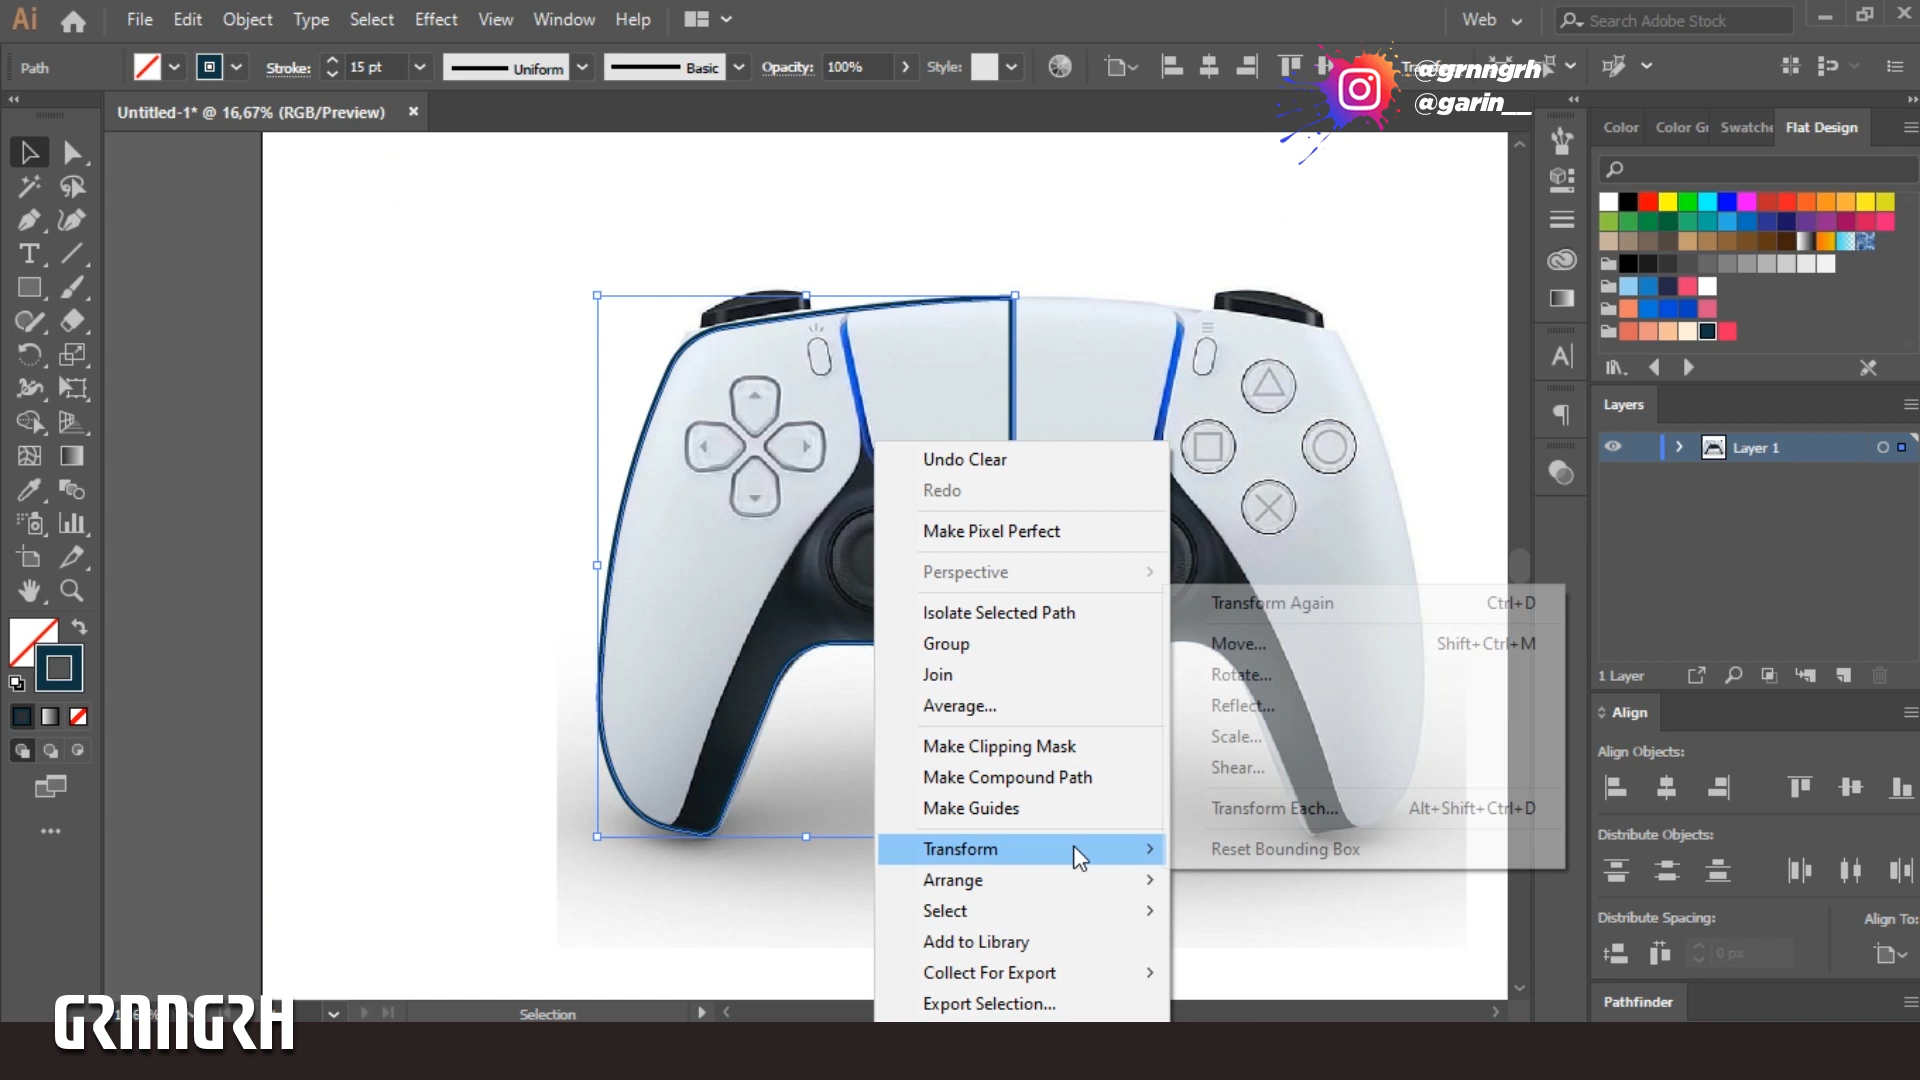 Ai File Edit Object Type Select Effect View Window Help Web Search Adobe Stock
Path Stroke: 15 pt Uniform Basic Opacity: 100% Style:
@grnngrh
@garin__
Untitled-1* @ 16,67% (RGB/Preview)
Color Color Gu Swatche Flat Design
Undo Clear
Redo
Make Pixel Perfect
Perspective
Isolate Selected Path
Group
Join
Average...
Make Clipping Mask
Make Compound Path
Make Guides
Transform
Arrange
Select
Add to Library
Collect For Export
Export Selection...
Transform Again Ctrl+D
Move... Shift+Ctrl+M
Rotate...
Reflect...
Scale...
Shear...
Transform Each... Alt+Shift+Ctrl+D
Reset Bounding Box
Layers
Layer 1
1 Layer
Align
Align Objects:
Distribute Objects:
Distribute Spacing: Align To:
0 px
Pathfinder
Selection
GRNNGRH